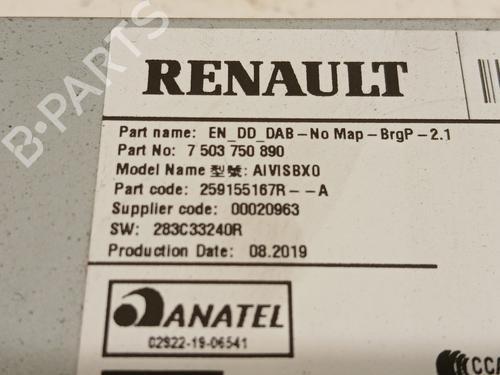 B-PARTS
RENAULT
Part name: EN_DD_DAB-No Map-BrgP-2.1
Part No: 7 503 750 890
Model Name 型號: AIVISBX0
Part code: 259155167R--A
Supplier code: 00020963
SW: 283C33240R
Production Date: 08.2019
ANATEL
02922-19-06541
CCA